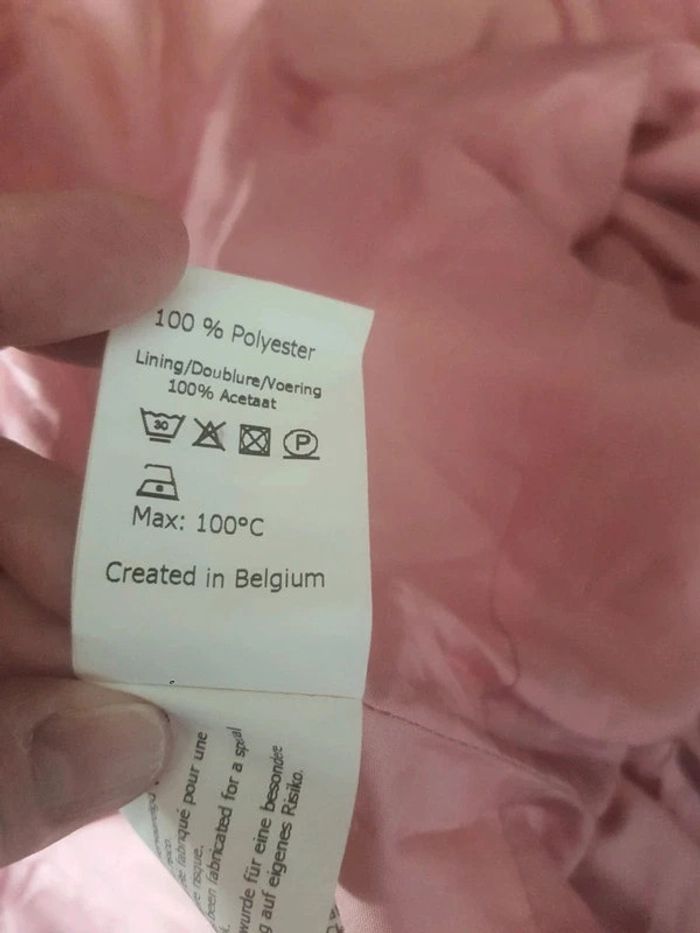 100 % Polyester
Lining/Doublure/Voering
100% Acetaat
30
P
Max: 100°C
Created in Belgium
fabriqué pour une
risque.
been fabricated for a
wurde für eine besondere
g auf eigenes Risiko.